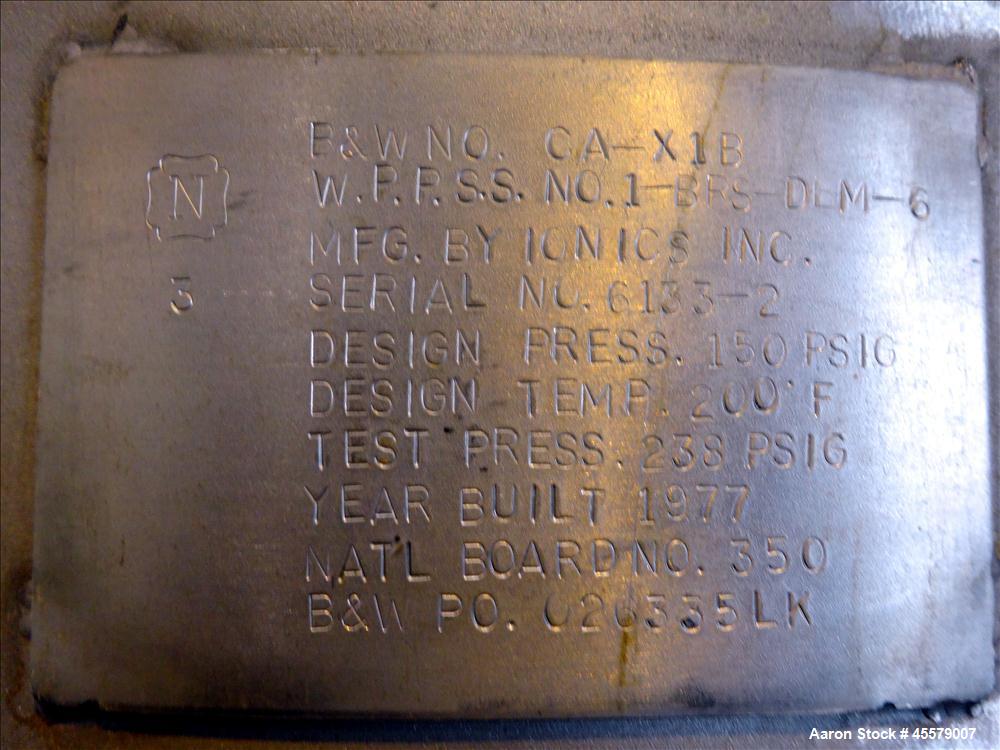 B&W NO. CA-X1B
W.P.P.S.S. NO. 1-BRS-DEM-6
N
MFG. BY IONICS INC.
3
SERIAL NO. 6133-2
DESIGN PRESS. 150 PSIG
DESIGN TEMP. 200°F
TEST PRESS. 238 PSIG
YEAR BUILT 1977
NATL BOARD NO. 350
B&W PO. 026335LK
Aaron Stock # 45579007